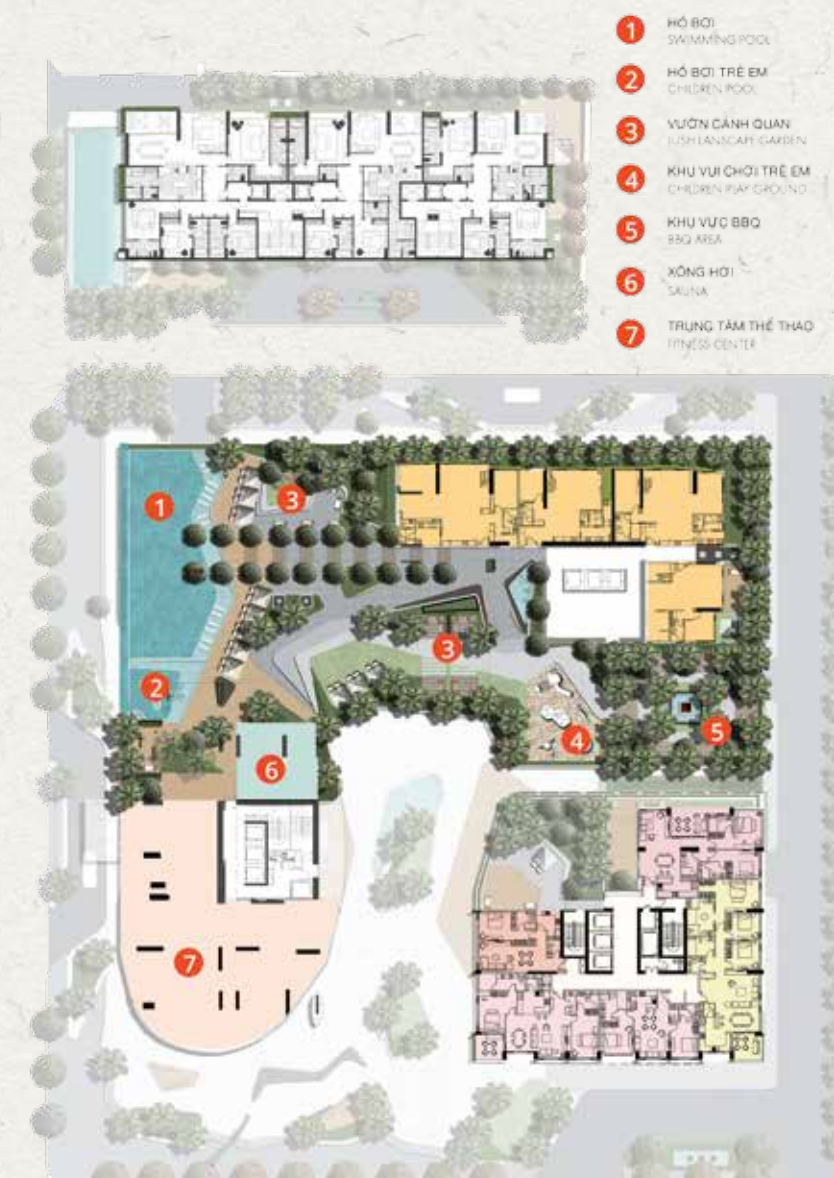 1 HỒ BƠI
SWIMMING POOL
2 HỒ BƠI TRẺ EM
CHILDREN POOL
3 VƯỜN CẢNH QUAN
LUSH LANSCAPE GARDEN
4 KHU VUI CHƠI TRẺ EM
CHILDREN PLAY GROUND
5 KHU VỰC BBQ
BBQ AREA
6 XÔNG HƠI
SAUNA
7 TRUNG TÂM THỂ THAO
FITNESS CENTER
1
3
3
2
4
5
6
7